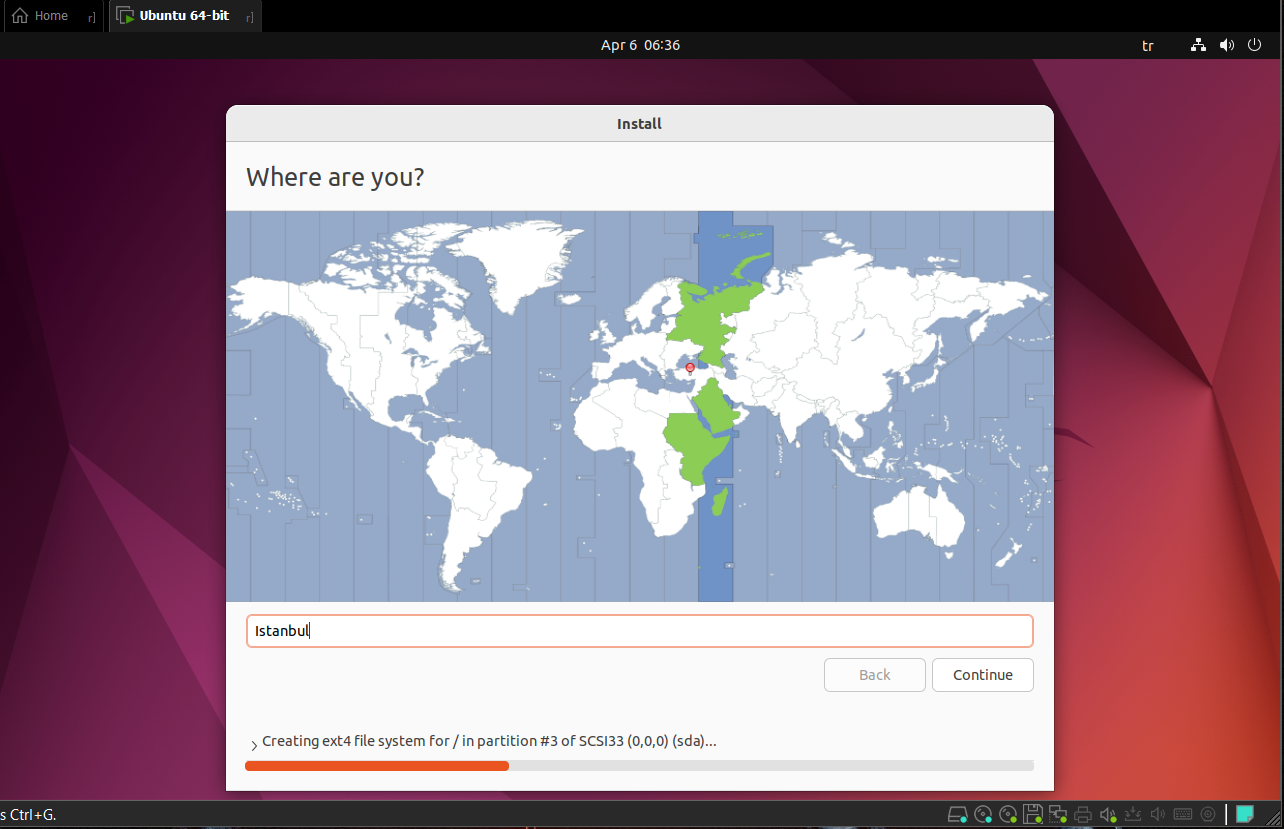 Home
Ubuntu 64-bit
Apr 6 06:36
tr
Install
Where are you?
Istanbul
Back
Continue
Creating ext4 file system for / in partition #3 of SCSI33 (0,0,0) (sda)...
s Ctrl+G.